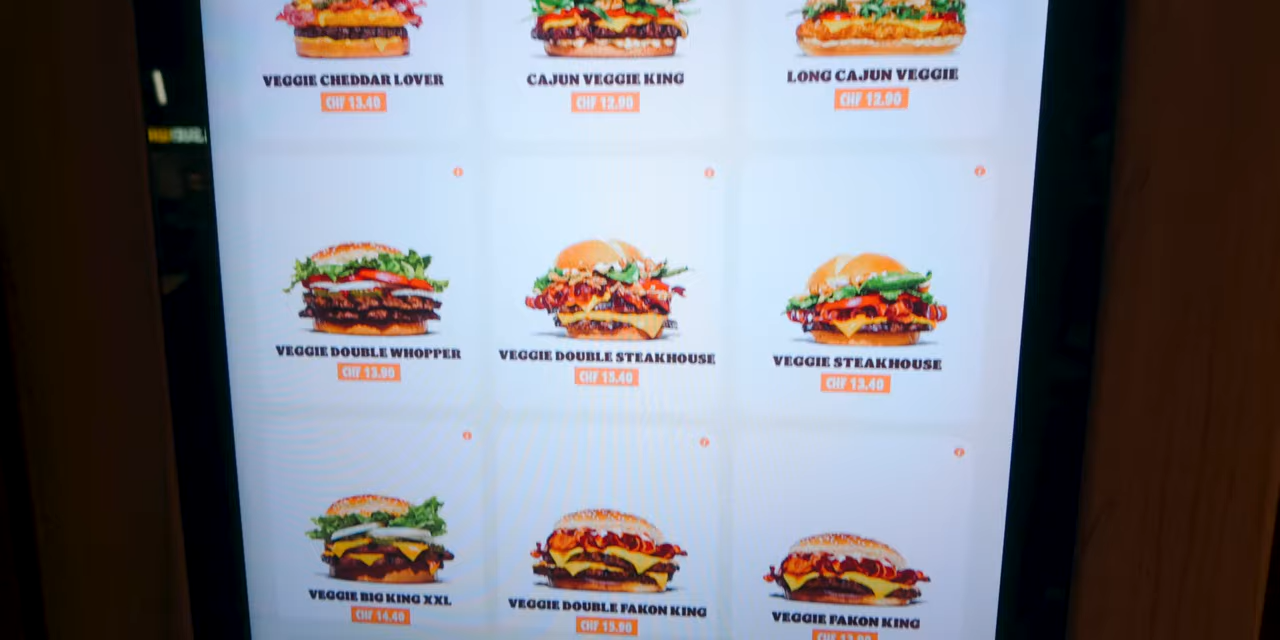 VEGGIE CHEDDAR LOVER
CHF 13.40
CAJUN VEGGIE KING
CHF 12.90
LONG CAJUN VEGGIE
CHF 12.90
VEGGIE DOUBLE WHOPPER
CHF 13.90
VEGGIE DOUBLE STEAKHOUSE
CHF 15.40
VEGGIE STEAKHOUSE
CHF 13.40
VEGGIE BIG KING XXL
CHF 14.40
VEGGIE DOUBLE FAKON KING
CHF 15.90
VEGGIE FAKON KING
CHF